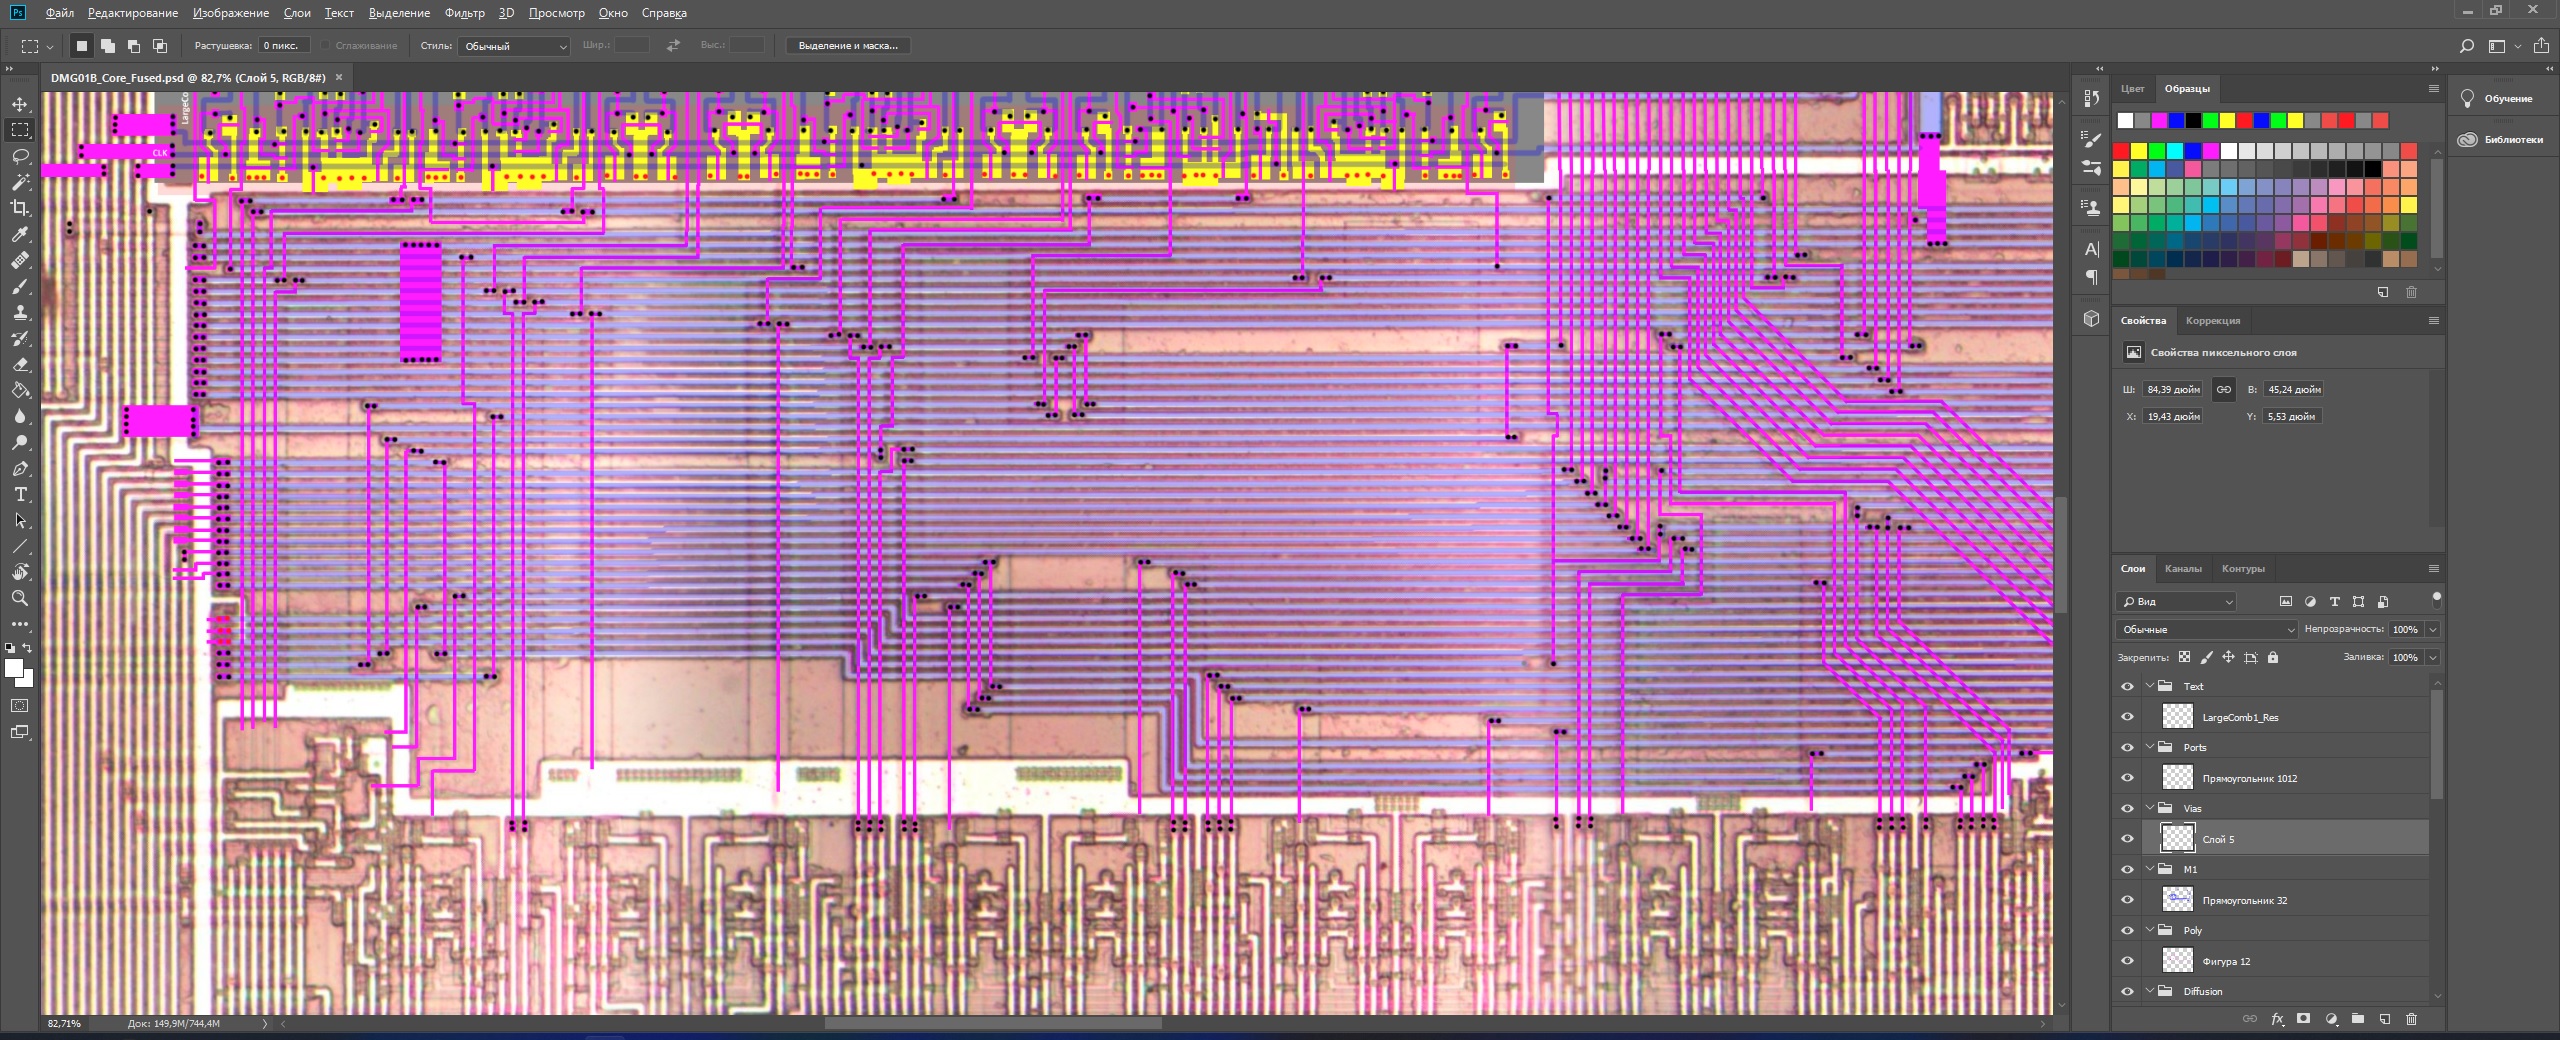 Ps Файл Редактирование Изображение Слои Текст Выделение Фильтр 3D Просмотр Окно Справка
Растушевка: 0 пикс. Сглаживание Стиль: Обычный Шир.: Выс.: Выделение и маска...
DMG01B_Core_Fused.psd @ 82,7% (Слой 5, RGB/8#) ×
LargeCo
CLK
Цвет Образцы
Обучение
Библиотеки
Свойства Коррекция
Свойства пиксельного слоя
Ш: 84,39 дюйм В: 45,24 дюйм
X: 19,43 дюйм Y: 5,53 дюйм
Слои Каналы Контуры
Вид
Обычные Непрозрачность: 100%
Закрепить: Заливка: 100%
Text
LargeComb1_Res
Ports
Прямоугольник 1012
Vias
Слой 5
M1
Прямоугольник 32
Poly
Фигура 12
Diffusion
82,71% Док: 149,9M/744,4M